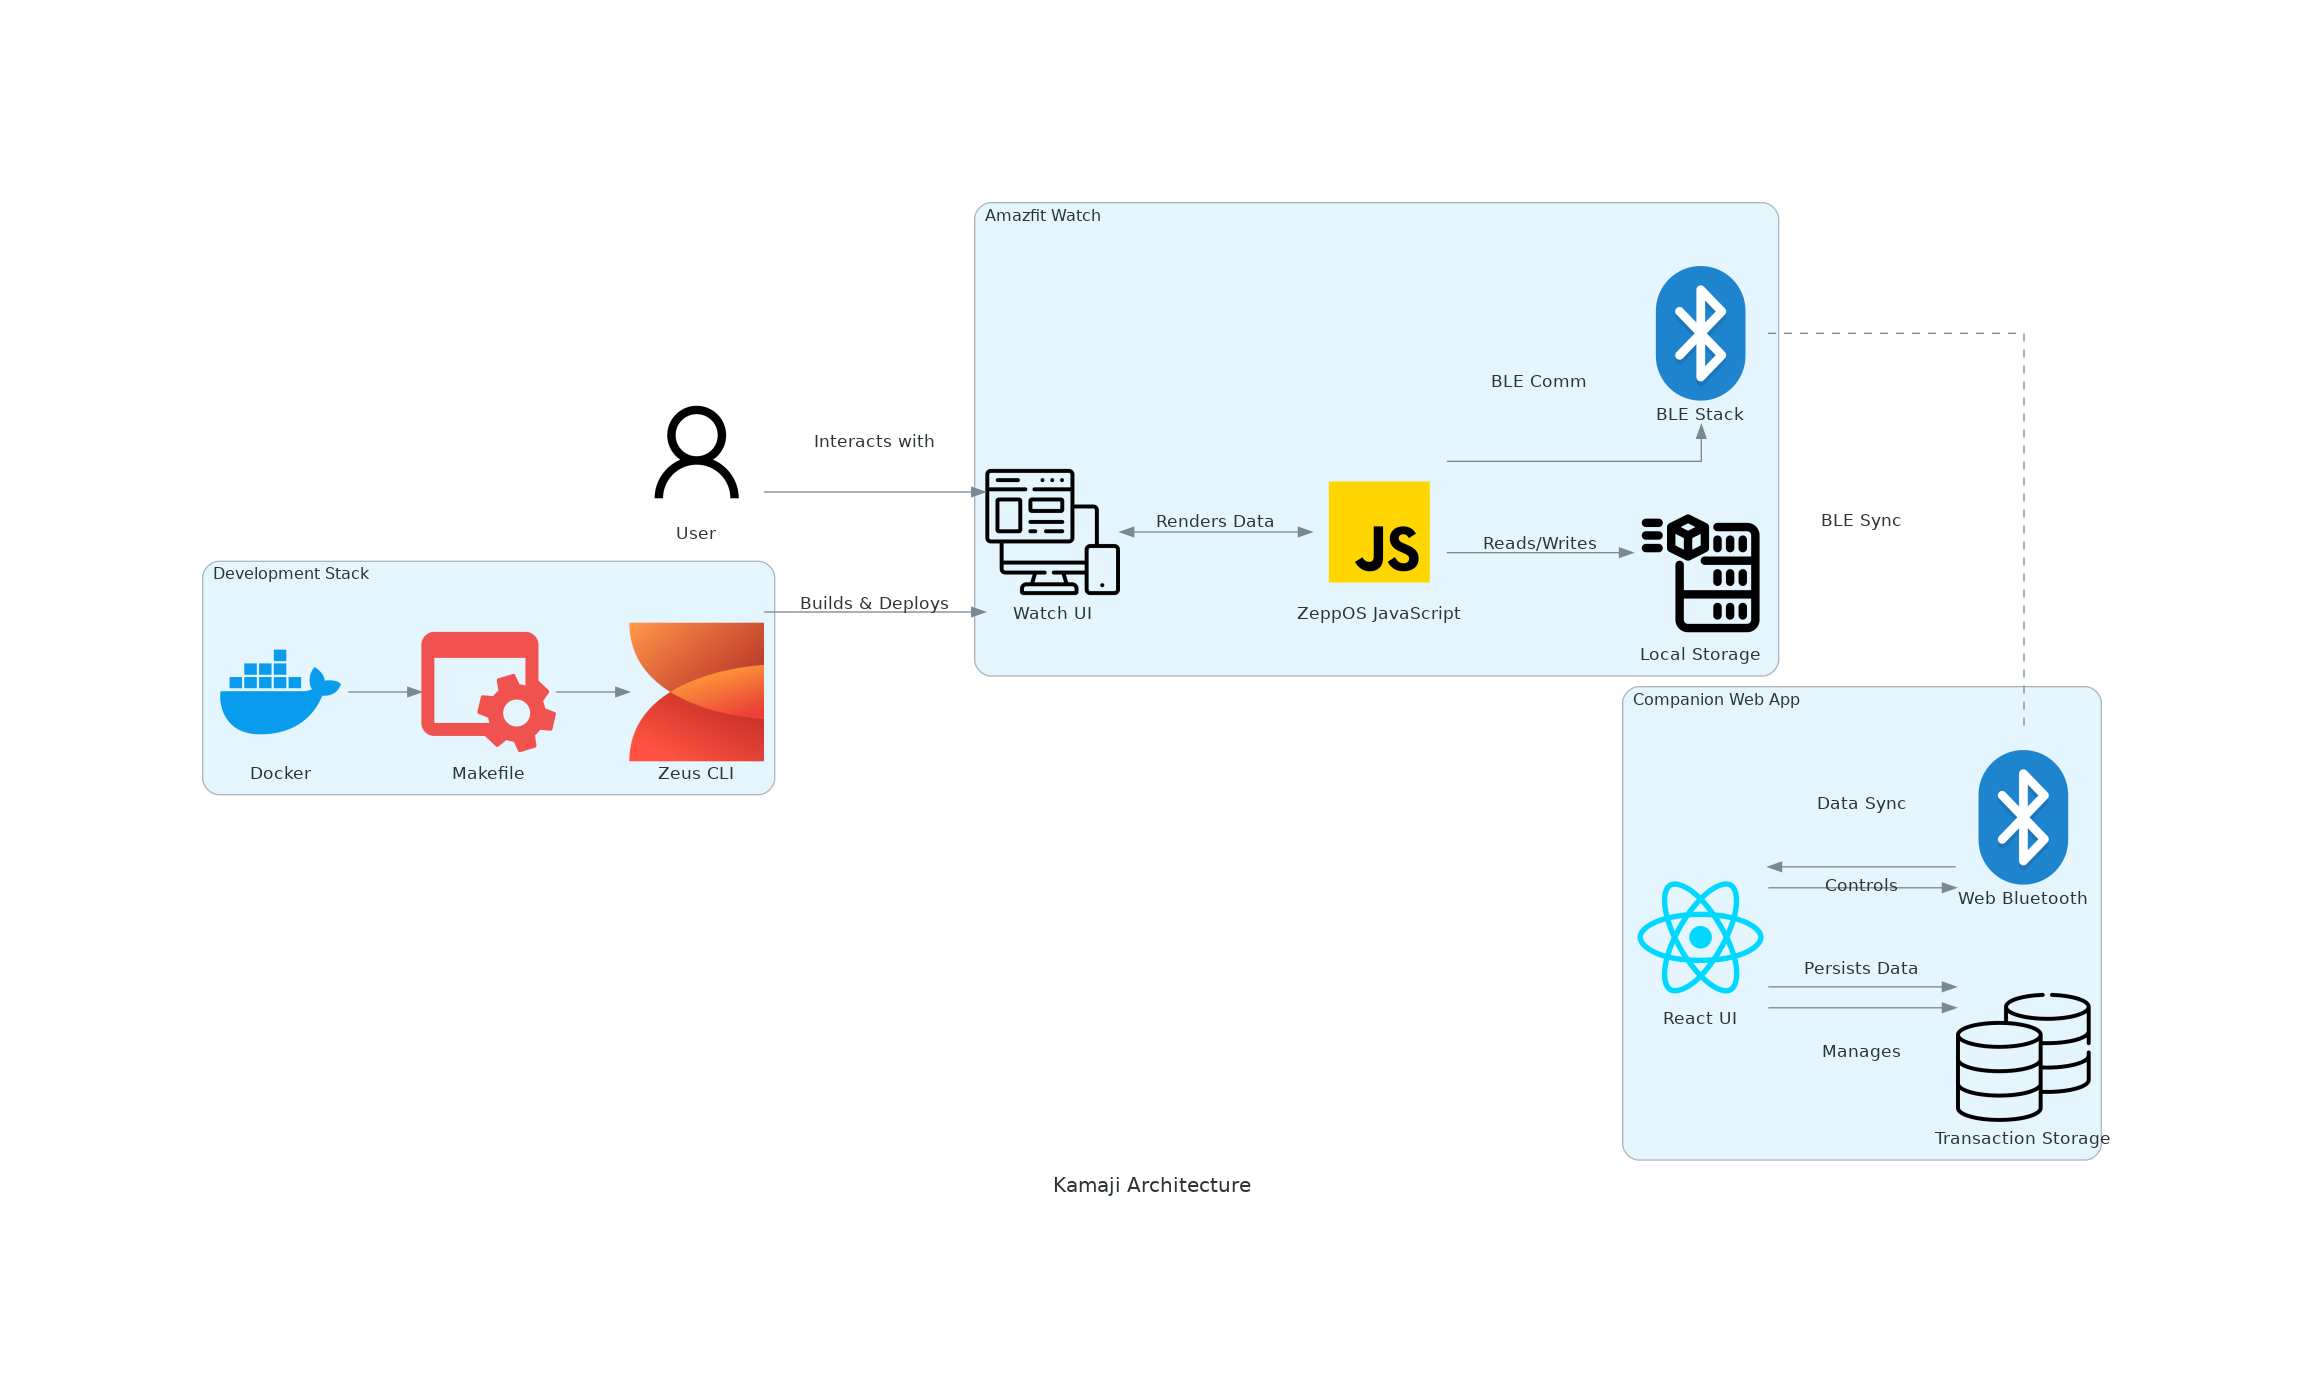 Amazfit Watch
BLE Comm
BLE Stack
Interacts with
User
Renders Data
Reads/Writes
BLE Sync
JS
Watch UI
ZeppOS JavaScript
Local Storage
Development Stack
Builds & Deploys
Docker
Makefile
Zeus CLI
Companion Web App
Data Sync
Controls
Web Bluetooth
Persists Data
React UI
Manages
Transaction Storage
Kamaji Architecture